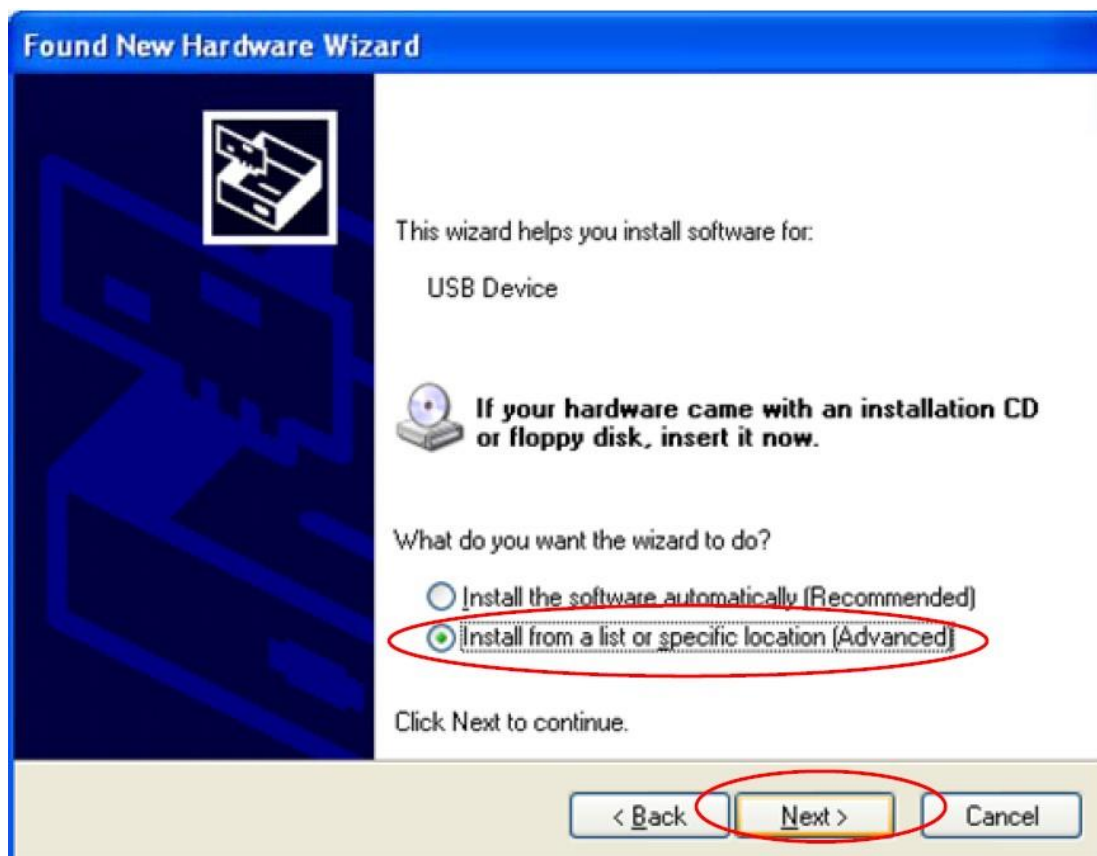 Found New Hardware Wizard
This wizard helps you install software for:
USB Device
If your hardware came with an installation CD
or floppy disk, insert it now.
What do you want the wizard to do?
Install the software automatically (Recommended)
Install from a list or specific location (Advanced)
Click Next to continue.
< Back
Next >
Cancel